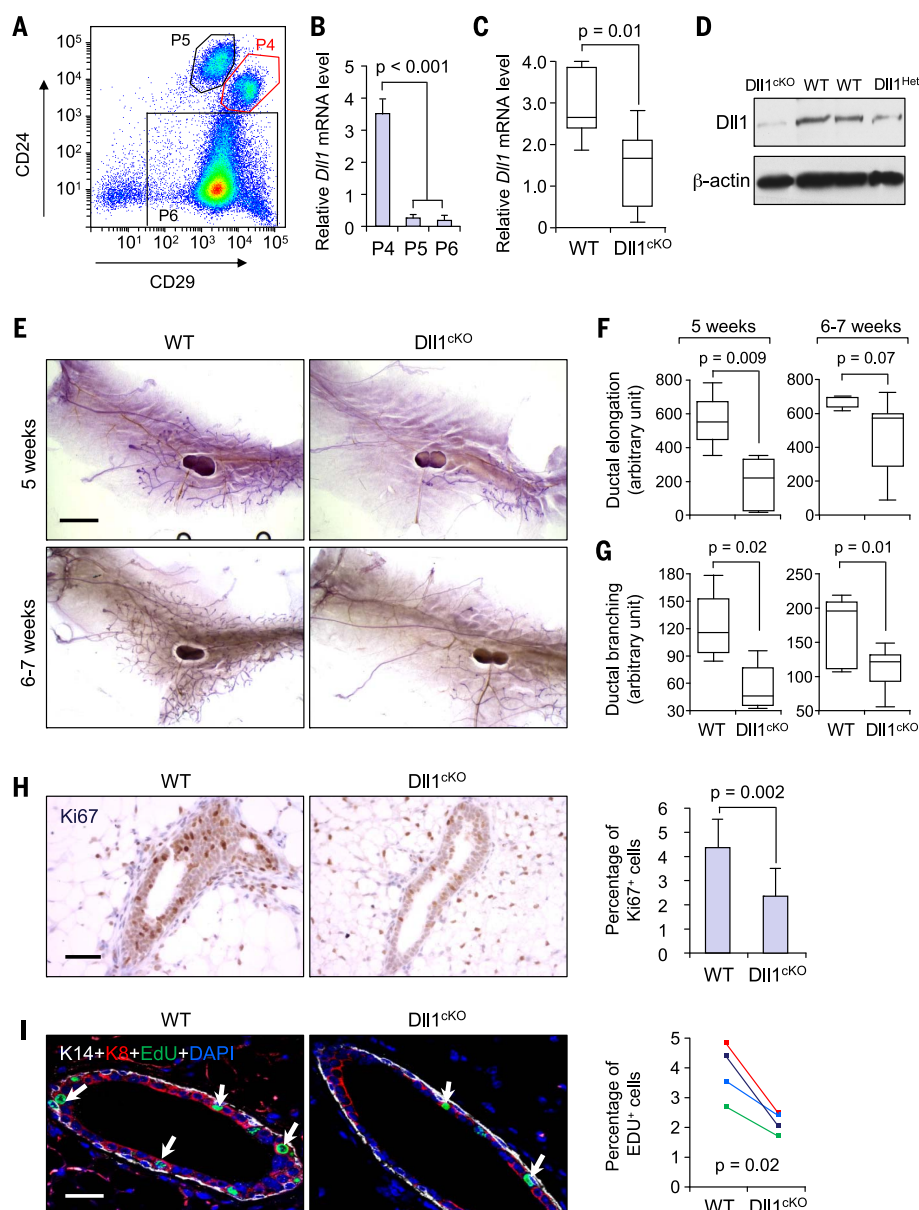 A
10⁵
10⁴
10³
10²
10¹
CD24
P5
P4
P6
10¹ 10² 10³ 10⁴ 10⁵
CD29
B
Relative Dll1 mRNA level
5
4
3
2
1
0
p < 0.001
P4 P5 P6
C
Relative Dll1 mRNA level
4.0
3.0
2.0
1.0
0
p = 0.01
WT Dll1cKO
D
Dll1cKO WT WT Dll1Het
Dll1
β-actin
E
WT Dll1cKO
5 weeks
6-7 weeks
F
5 weeks 6-7 weeks
Ductal elongation
(arbitrary unit)
800
600
400
200
0
p = 0.009
800
600
400
200
0
p = 0.07
G
Ductal branching
(arbitrary unit)
150
120
90
60
30
p = 0.02
WT Dll1cKO
250
200
150
100
50
p = 0.01
WT Dll1cKO
H
WT Dll1cKO
Ki67
Percentage of
Ki67⁺ cells
6
5
4
3
2
1
0
p = 0.002
WT Dll1cKO
I
WT Dll1cKO
K14+K8+EdU+DAPI
Percentage of
EDU⁺ cells
5
4
3
2
1
0
p = 0.02
WT Dll1cKO